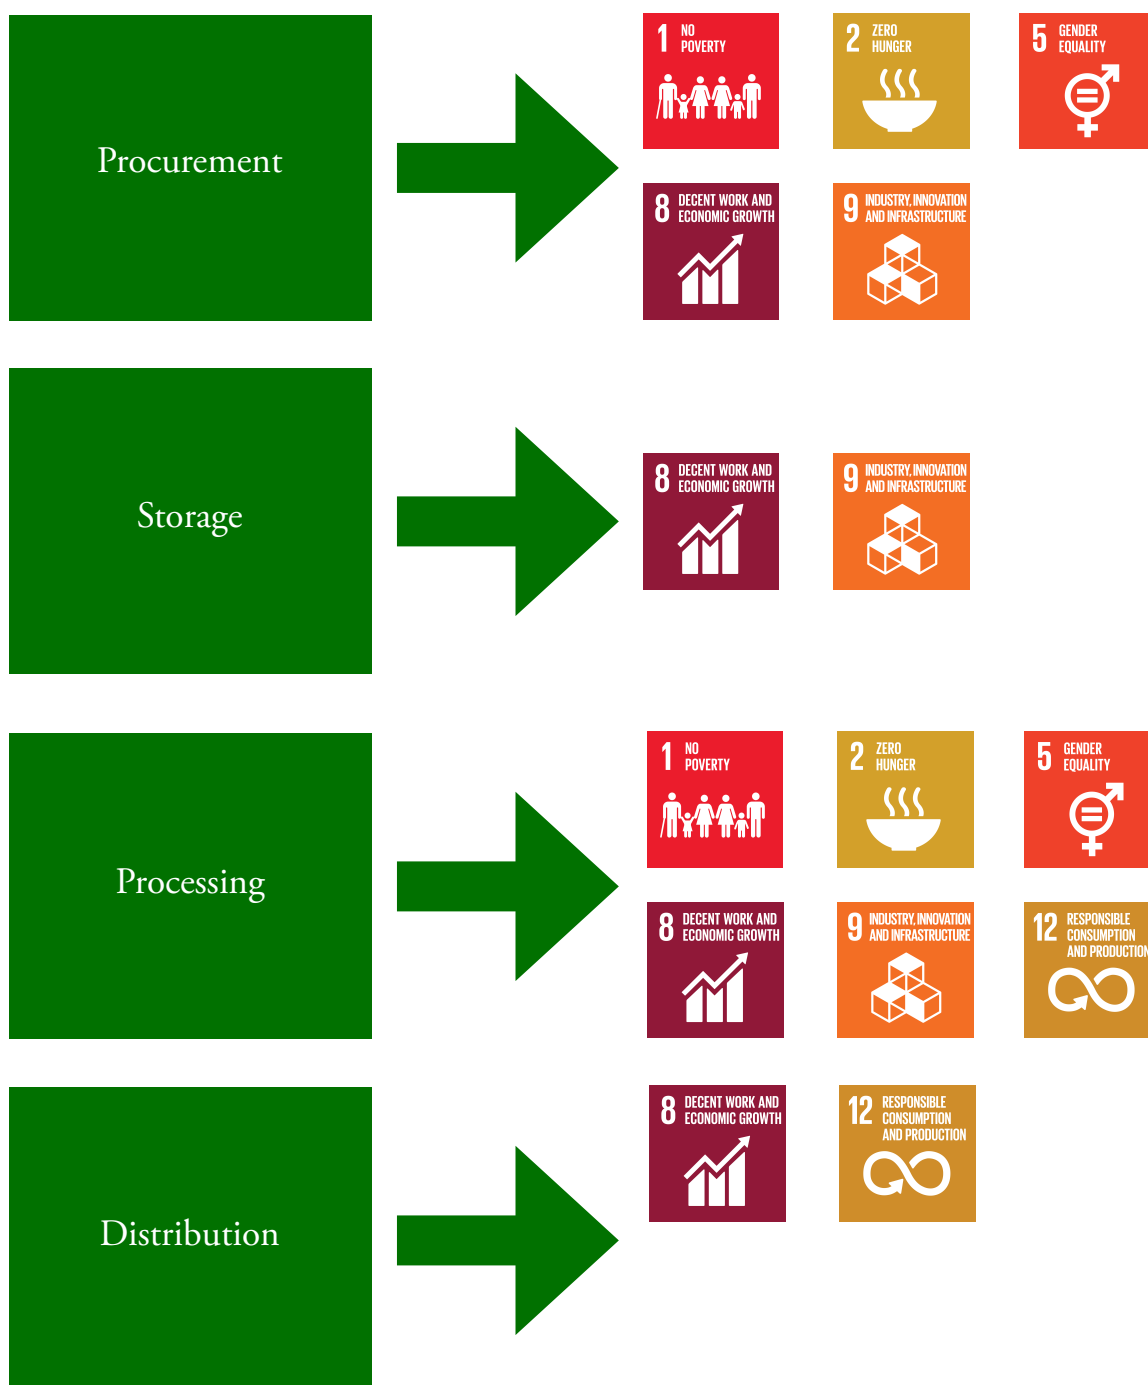 Procurement
1 NO
POVERTY
2 ZERO
HUNGER
5 GENDER
EQUALITY
8 DECENT WORK AND
ECONOMIC GROWTH
9 INDUSTRY, INNOVATION
AND INFRASTRUCTURE
Storage
8 DECENT WORK AND
ECONOMIC GROWTH
9 INDUSTRY, INNOVATION
AND INFRASTRUCTURE
Processing
1 NO
POVERTY
2 ZERO
HUNGER
5 GENDER
EQUALITY
8 DECENT WORK AND
ECONOMIC GROWTH
9 INDUSTRY, INNOVATION
AND INFRASTRUCTURE
12 RESPONSIBLE
CONSUMPTION
AND PRODUCTION
Distribution
8 DECENT WORK AND
ECONOMIC GROWTH
12 RESPONSIBLE
CONSUMPTION
AND PRODUCTION